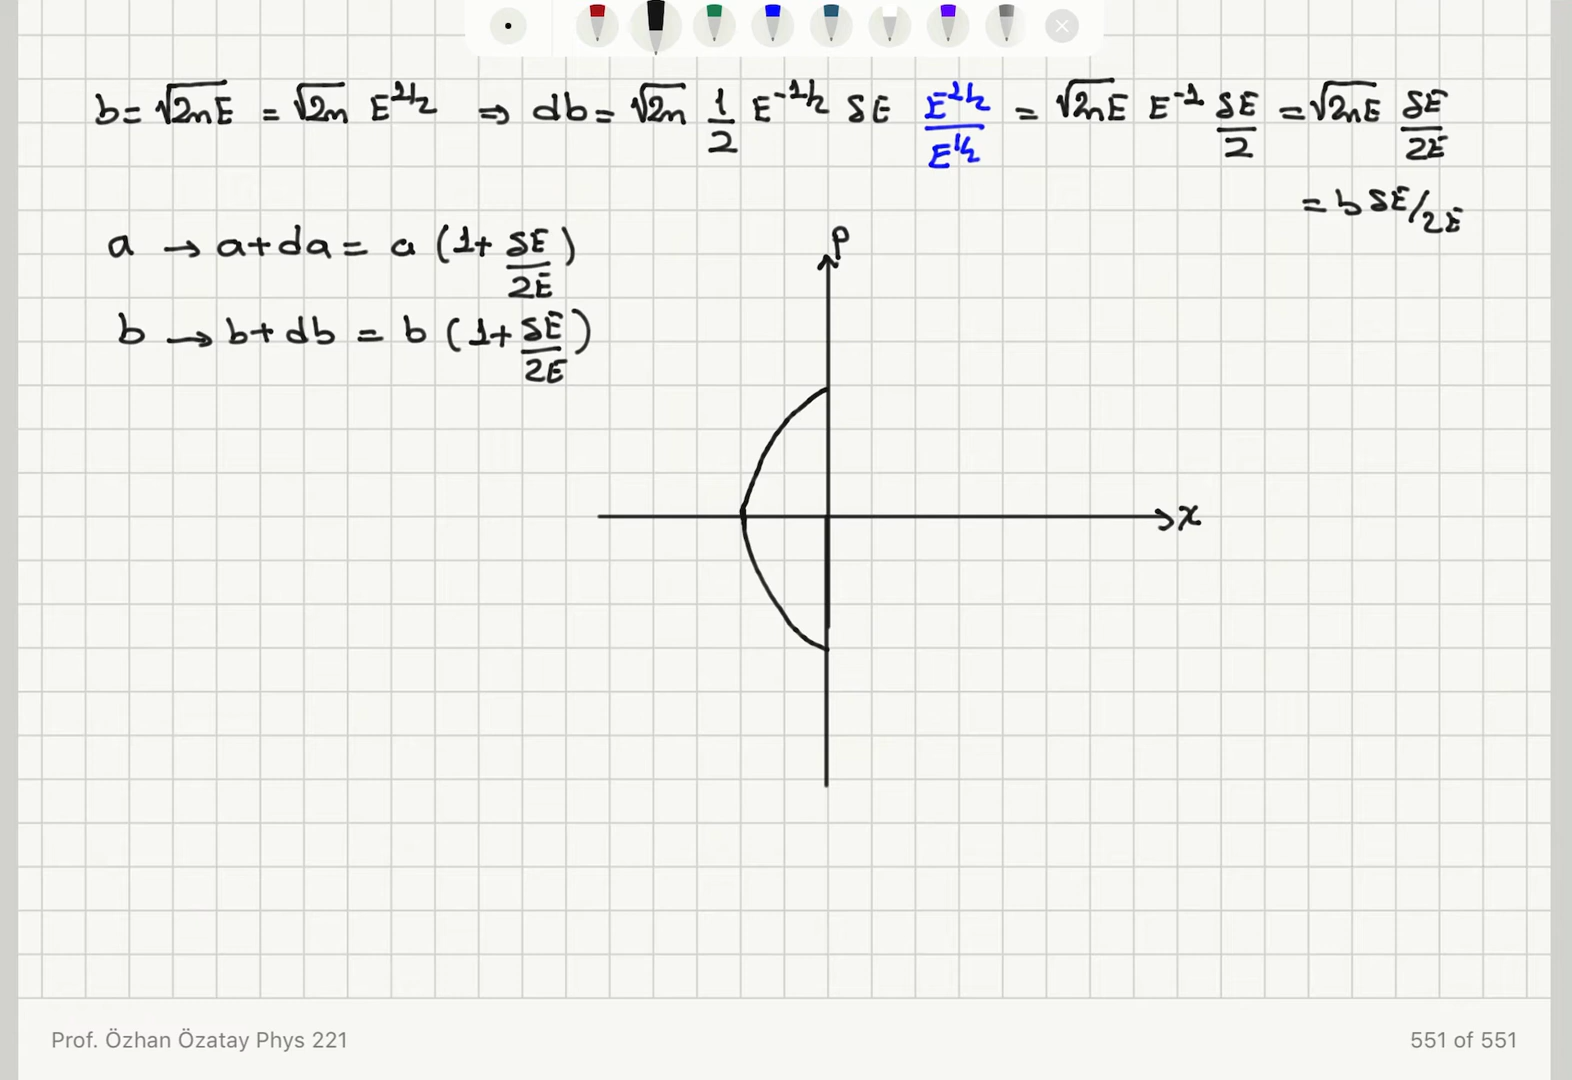 b = √2mE = √2m E^1/2 ⇒ db = √2m 1/2 E^-1/2 δE E^1/2/E^1/2 = √2mE E^-1 δE/2 = √2mE δE/2E
= b δE/2E
a → a + da = a (1 + δE/2E)
b → b + db = b (1 + δE/2E)
P
x
Prof. Özhan Özatay Phys 221
551 of 551